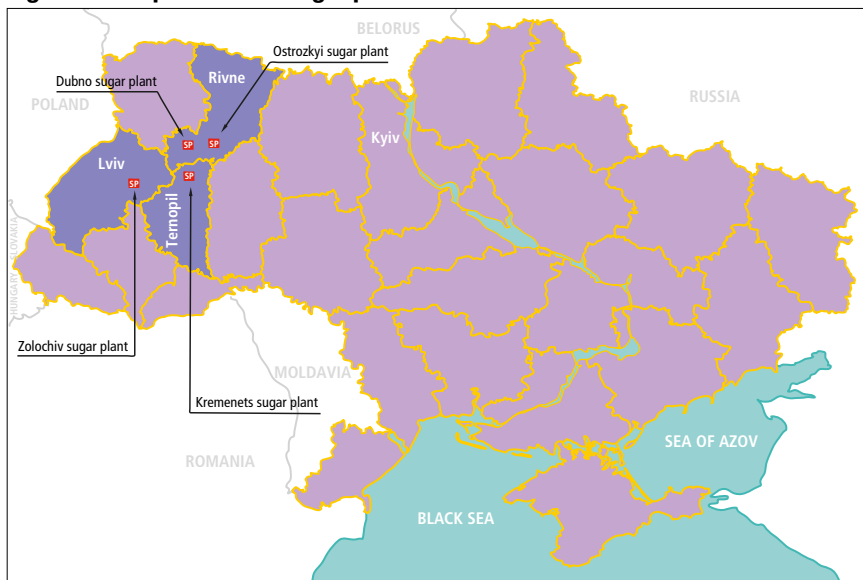 BELORUS
Ostrozkyi sugar plant
Rivne
Dubno sugar plant
POLAND
RUSSIA
Kyiv
SP
SP
Lviv
SP
SP
Ternopil
SLOVAKIA
HUNGARY
Zolochiv sugar plant
MOLDAVIA
Kremenets sugar plant
ROMANIA
SEA OF AZOV
BLACK SEA